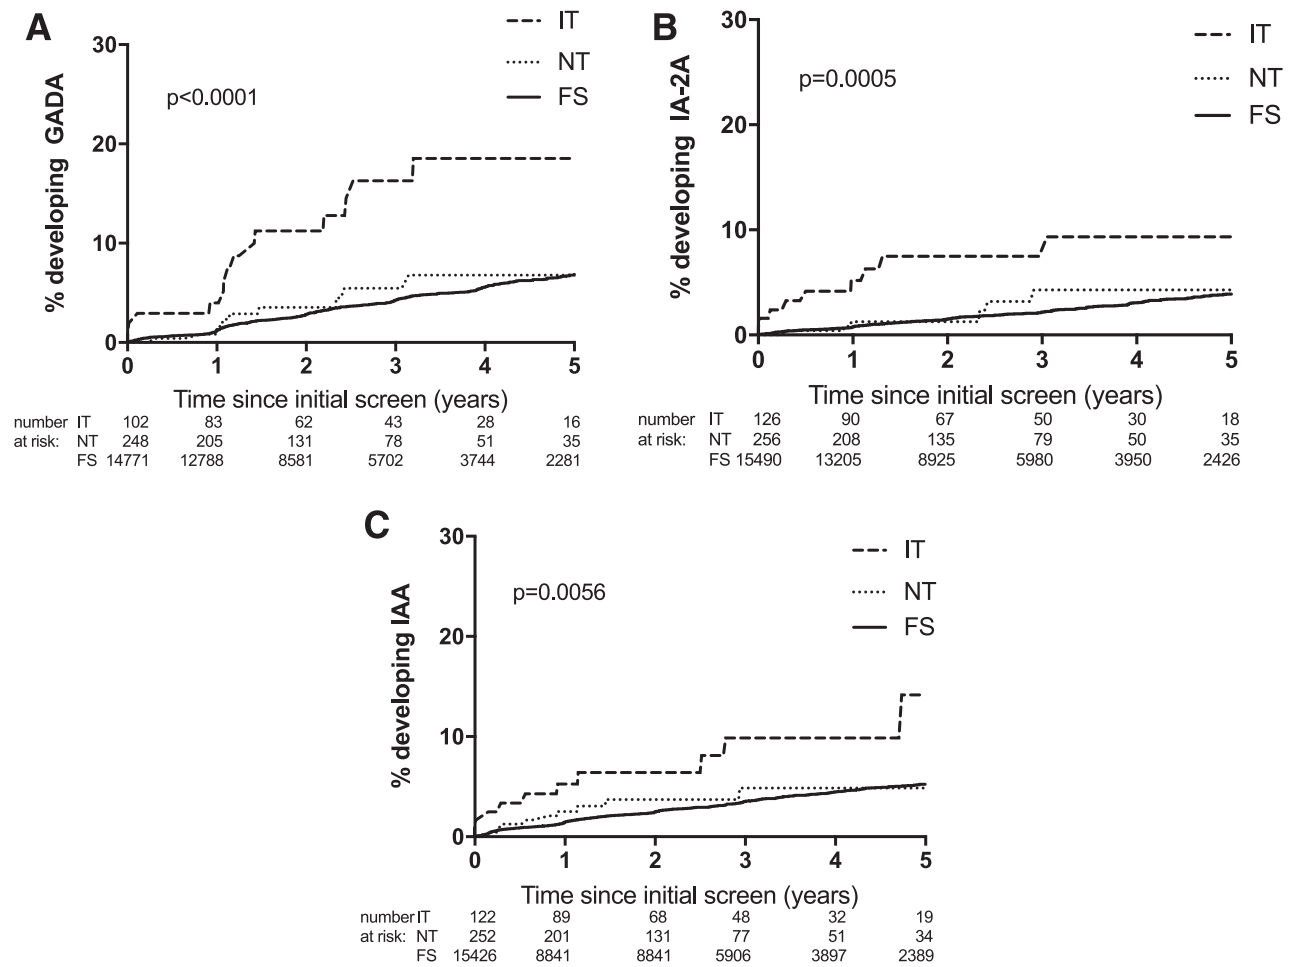 A
IT
NT
FS
p<0.0001
% developing GADA
30
20
10
0
0 1 2 3 4 5
Time since initial screen (years)
number IT 102 83 62 43 28 16
at risk: NT 248 205 131 78 51 35
FS 14771 12788 8581 5702 3744 2281
B
IT
NT
FS
p=0.0005
% developing IA-2A
30
20
10
0
0 1 2 3 4 5
Time since initial screen (years)
number IT 126 90 67 50 30 18
at risk: NT 256 208 135 79 50 35
FS 15490 13205 8925 5980 3950 2426
C
IT
NT
FS
p=0.0056
% developing IAA
30
20
10
0
0 1 2 3 4 5
Time since initial screen (years)
number IT 122 89 68 48 32 19
at risk: NT 252 201 131 77 51 34
FS 15426 8841 8841 5906 3897 2389